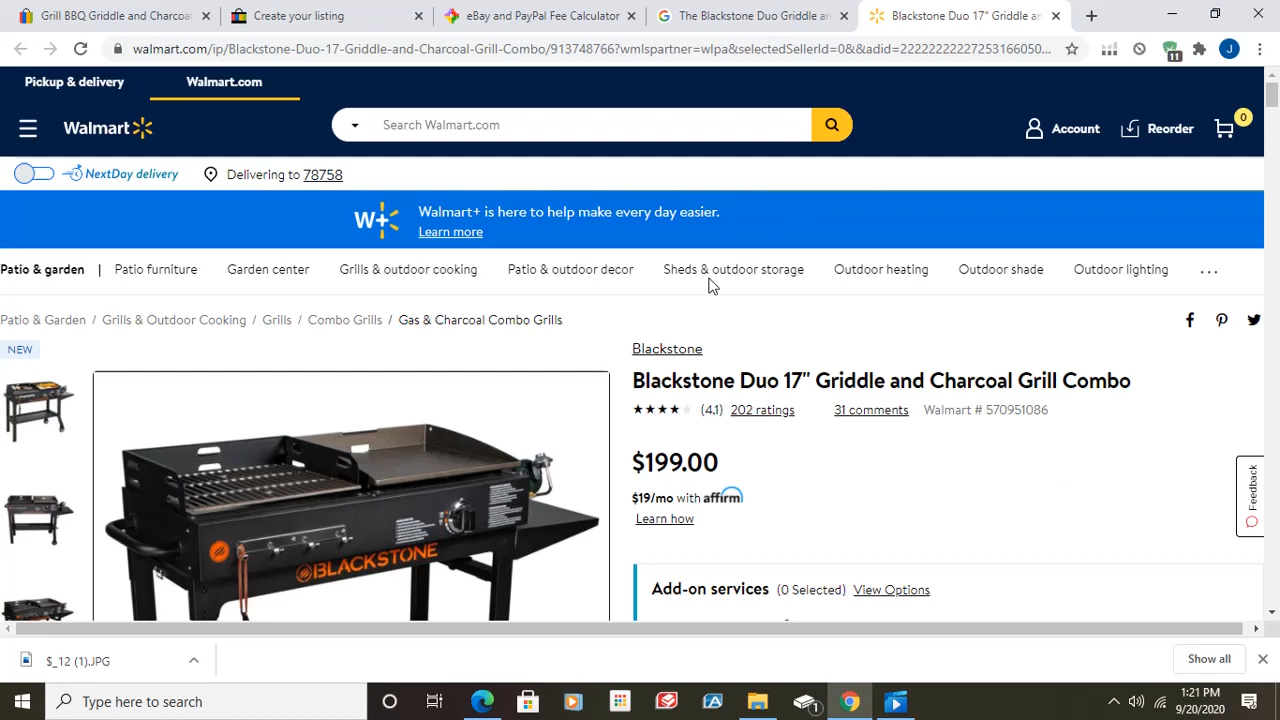 Grill BBQ Griddle and Charcoal
Create your listing
eBay and PayPal Fee Calculator
The Blackstone Duo Griddle an
Blackstone Duo 17" Griddle an
walmart.com/ip/Blackstone-Duo-17-Griddle-and-Charcoal-Grill-Combo/913748766?wmlspartner=wlpa&selectedSellerId=0&&adid=22222222227253166050...
11
J
Pickup & delivery
Walmart.com
Walmart
Search Walmart.com
Account
Reorder
0
NextDay delivery
Delivering to 78758
W+
Walmart+ is here to help make every day easier.
Learn more
Patio & garden | Patio furniture Garden center Grills & outdoor cooking Patio & outdoor decor Sheds & outdoor storage Outdoor heating Outdoor shade Outdoor lighting ...
Patio & Garden / Grills & Outdoor Cooking / Grills / Combo Grills / Gas & Charcoal Combo Grills
NEW
Blackstone
Blackstone Duo 17" Griddle and Charcoal Grill Combo
(4.1) 202 ratings 31 comments Walmart # 570951086
$199.00
$19/mo with affirm
Learn how
BLACKSTONE
Feedback
Add-on services (0 Selected) View Options
$_12 (1).JPG
Show all
Type here to search
1
1:21 PM
9/20/2020